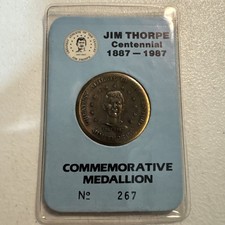 JIM THORPE
Centennial
1887 — 1987
COMMEMORATIVE
MEDALLION
No 267